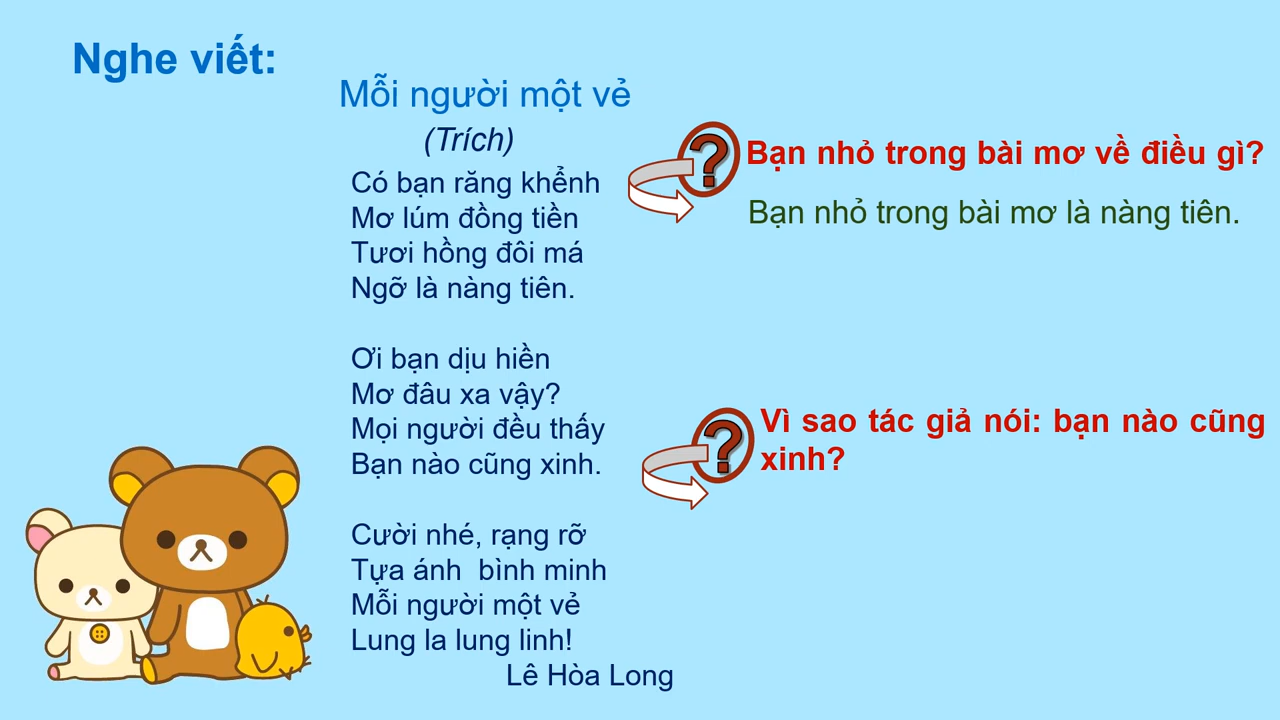 Nghe viết:
Mỗi người một vẻ
(Trích)
Có bạn răng khểnh
Mơ lúm đồng tiền
Tươi hồng đôi má
Ngỡ là nàng tiên.
Ơi bạn dịu hiền
Mơ đâu xa vậy?
Mọi người đều thấy
Bạn nào cũng xinh.
Cười nhé, rạng rỡ
Tựa ánh bình minh
Mỗi người một vẻ
Lung la lung linh!
Lê Hòa Long
?
Bạn nhỏ trong bài mơ về điều gì?
Bạn nhỏ trong bài mơ là nàng tiên.
?
Vì sao tác giả nói: bạn nào cũng
xinh?